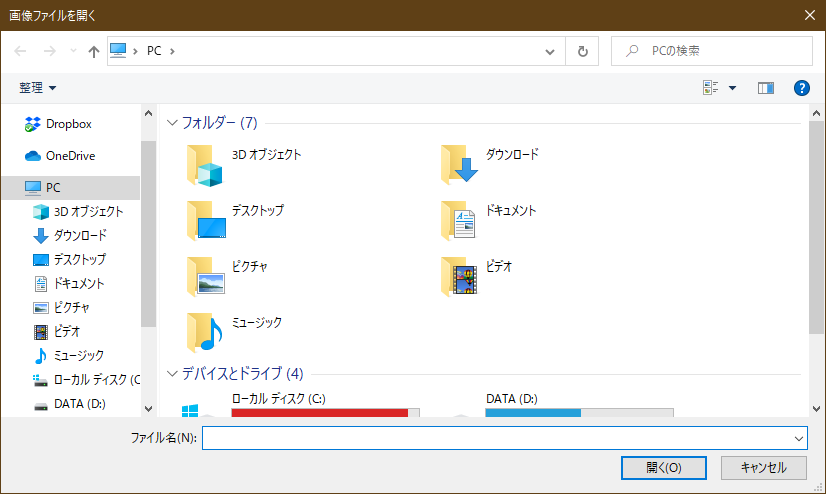 画像ファイルを開く
PC
PCの検索
整理
Dropbox
OneDrive
PC
3D オブジェクト
ダウンロード
デスクトップ
ドキュメント
ピクチャ
ビデオ
ミュージック
ローカル ディスク (C
DATA (D:)
フォルダー (7)
3D オブジェクト
ダウンロード
デスクトップ
ドキュメント
ピクチャ
ビデオ
ミュージック
デバイスとドライブ (4)
ローカル ディスク (C:)
DATA (D:)
ファイル名(N):
開く(O)
キャンセル